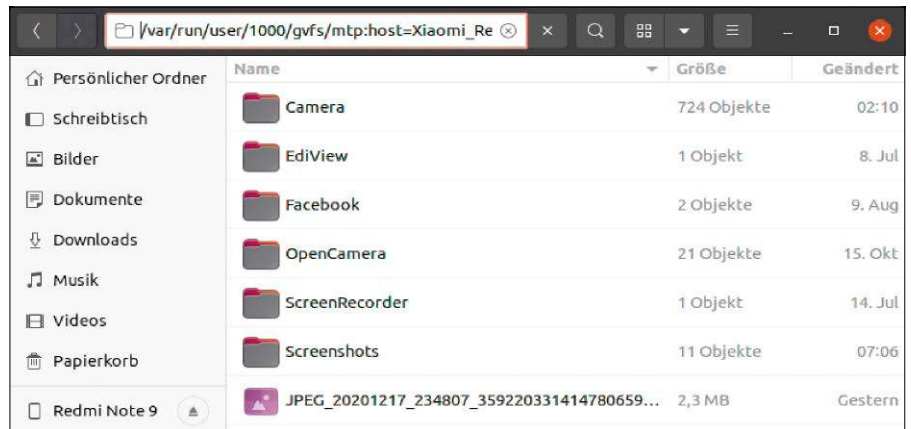 /var/run/user/1000/gvfs/mtp:host=Xiaomi_Re
Name Größe Geändert
Persönlicher Ordner
Schreibtisch
Bilder
Dokumente
Downloads
Musik
Videos
Papierkorb
Redmi Note 9
Camera 724 Objekte 02:10
EdiView 1 Objekt 8. Jul
Facebook 2 Objekte 9. Aug
OpenCamera 21 Objekte 15. Okt
ScreenRecorder 1 Objekt 14. Jul
Screenshots 11 Objekte 07:06
JPEG_20201217_234807_359220331414780659... 2,3 MB Gestern